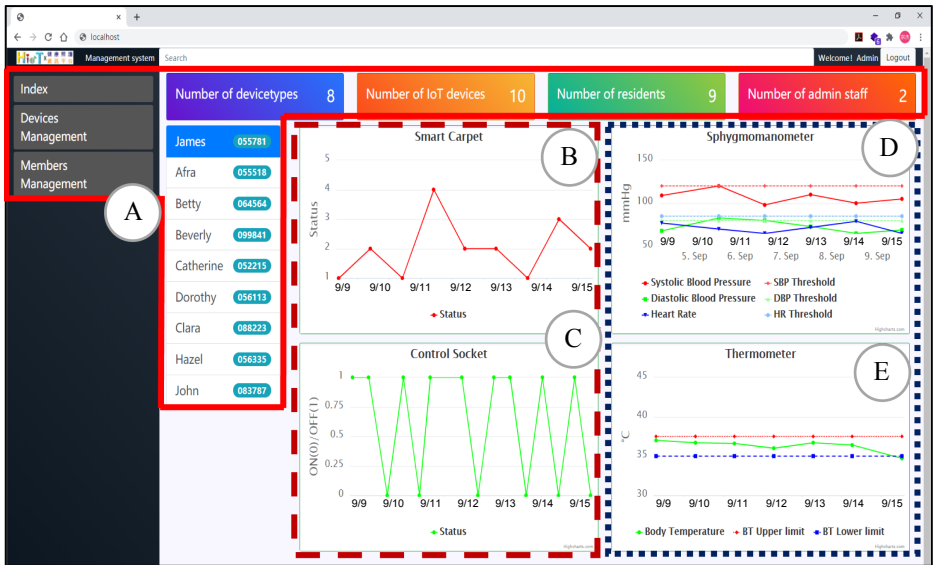 localhost
HioT
Management system
Search
Welcome! Admin
Logout
Index
Devices
Management
Members
Management
A
Number of devicetypes 8
Number of IoT devices 10
Number of residents 9
Number of admin staff 2
James 055781
Afra 055518
Betty 064564
Beverly 099841
Catherine 052215
Dorothy 056113
Clara 088223
Hazel 056335
John 083787
Smart Carpet
B
Status
5
4
3
2
1
9/9 9/10 9/11 9/12 9/13 9/14 9/15
Status
Control Socket
C
ON(0)/OFF(1)
1
0.75
0.5
0.25
0
9/9 9/10 9/11 9/12 9/13 9/14 9/15
Status
Highcharts.com
Sphygmomanometer
D
mmHg
150
100
50
9/9 9/10 9/11 9/12 9/13 9/14 9/15
5. Sep 6. Sep 7. Sep 8. Sep 9. Sep
Systolic Blood Pressure SBP Threshold
Diastolic Blood Pressure DBP Threshold
Heart Rate HR Threshold
Highcharts.com
Thermometer
E
°C
45
40
35
30
9/9 9/10 9/11 9/12 9/13 9/14 9/15
Body Temperature BT Upper limit BT Lower limit
Highcharts.com